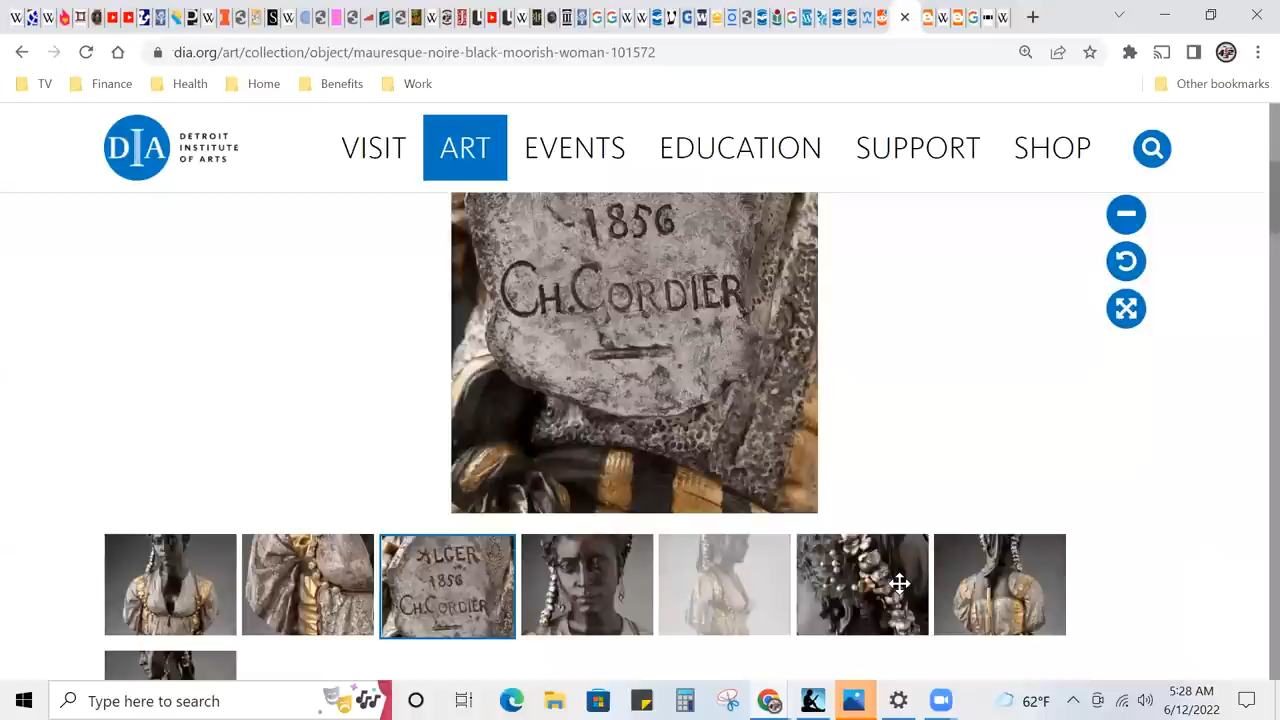 dia.org/art/collection/object/mauresque-noire-black-moorish-woman-101572
TV Finance Health Home Benefits Work Other bookmarks
DIA DETROIT INSTITUTE OF ARTS
VISIT ART EVENTS EDUCATION SUPPORT SHOP
1856
CH.CORDIER
ALGER
1856
CH.CORDIER
Type here to search
62°F
5:28 AM
6/12/2022